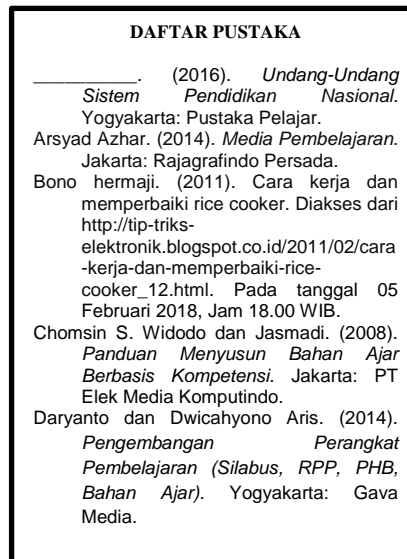 DAFTAR PUSTAKA
___________. (2016). Undang-Undang
Sistem Pendidikan Nasional.
Yogyakarta: Pustaka Pelajar.
Arsyad Azhar. (2014). Media Pembelajaran.
Jakarta: Rajagrafindo Persada.
Bono hermaji. (2011). Cara kerja dan
memperbaiki rice cooker. Diakses dari
http://tip-triks-
elektronik.blogspot.co.id/2011/02/cara
-kerja-dan-memperbaiki-rice-
cooker_12.html. Pada tanggal 05
Februari 2018, Jam 18.00 WIB.
Chomsin S. Widodo dan Jasmadi. (2008).
Panduan Menyusun Bahan Ajar
Berbasis Kompetensi. Jakarta: PT
Elek Media Komputindo.
Daryanto dan Dwicahyono Aris. (2014).
Pengembangan Perangkat
Pembelajaran (Silabus, RPP, PHB,
Bahan Ajar). Yogyakarta: Gava
Media.